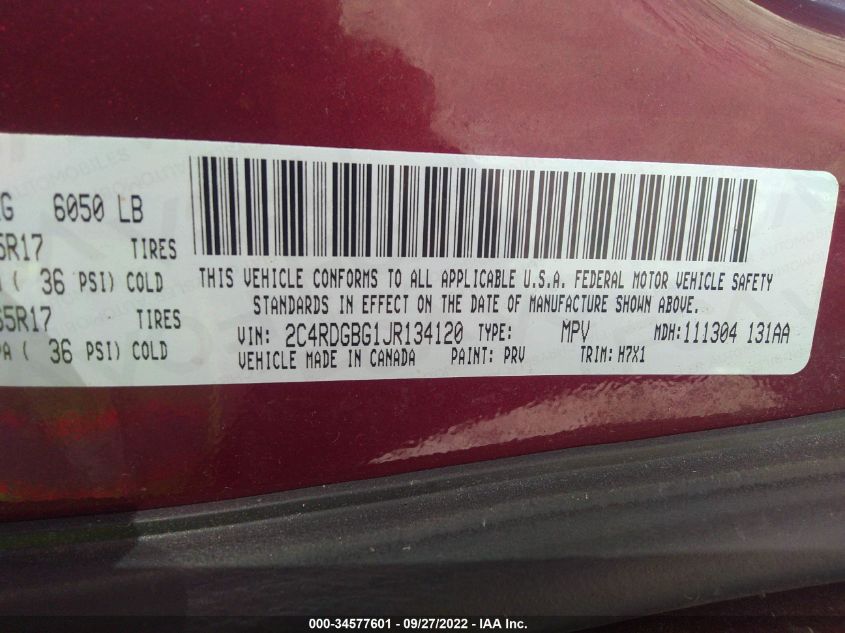 6050 LB
TIRES
( 36 PSI) COLD
TIRES
( 36 PSI) COLD
THIS VEHICLE CONFORMS TO ALL APPLICABLE U.S.A. FEDERAL MOTOR VEHICLE SAFETY
STANDARDS IN EFFECT ON THE DATE OF MANUFACTURE SHOWN ABOVE.
VIN: 2C4RDGBG1JR134120 TYPE: MPV MDH:111304 131AA
VEHICLE MADE IN CANADA PAINT: PRV TRIM: H7X1
000-34577601 - 09/27/2022 - IAA Inc.